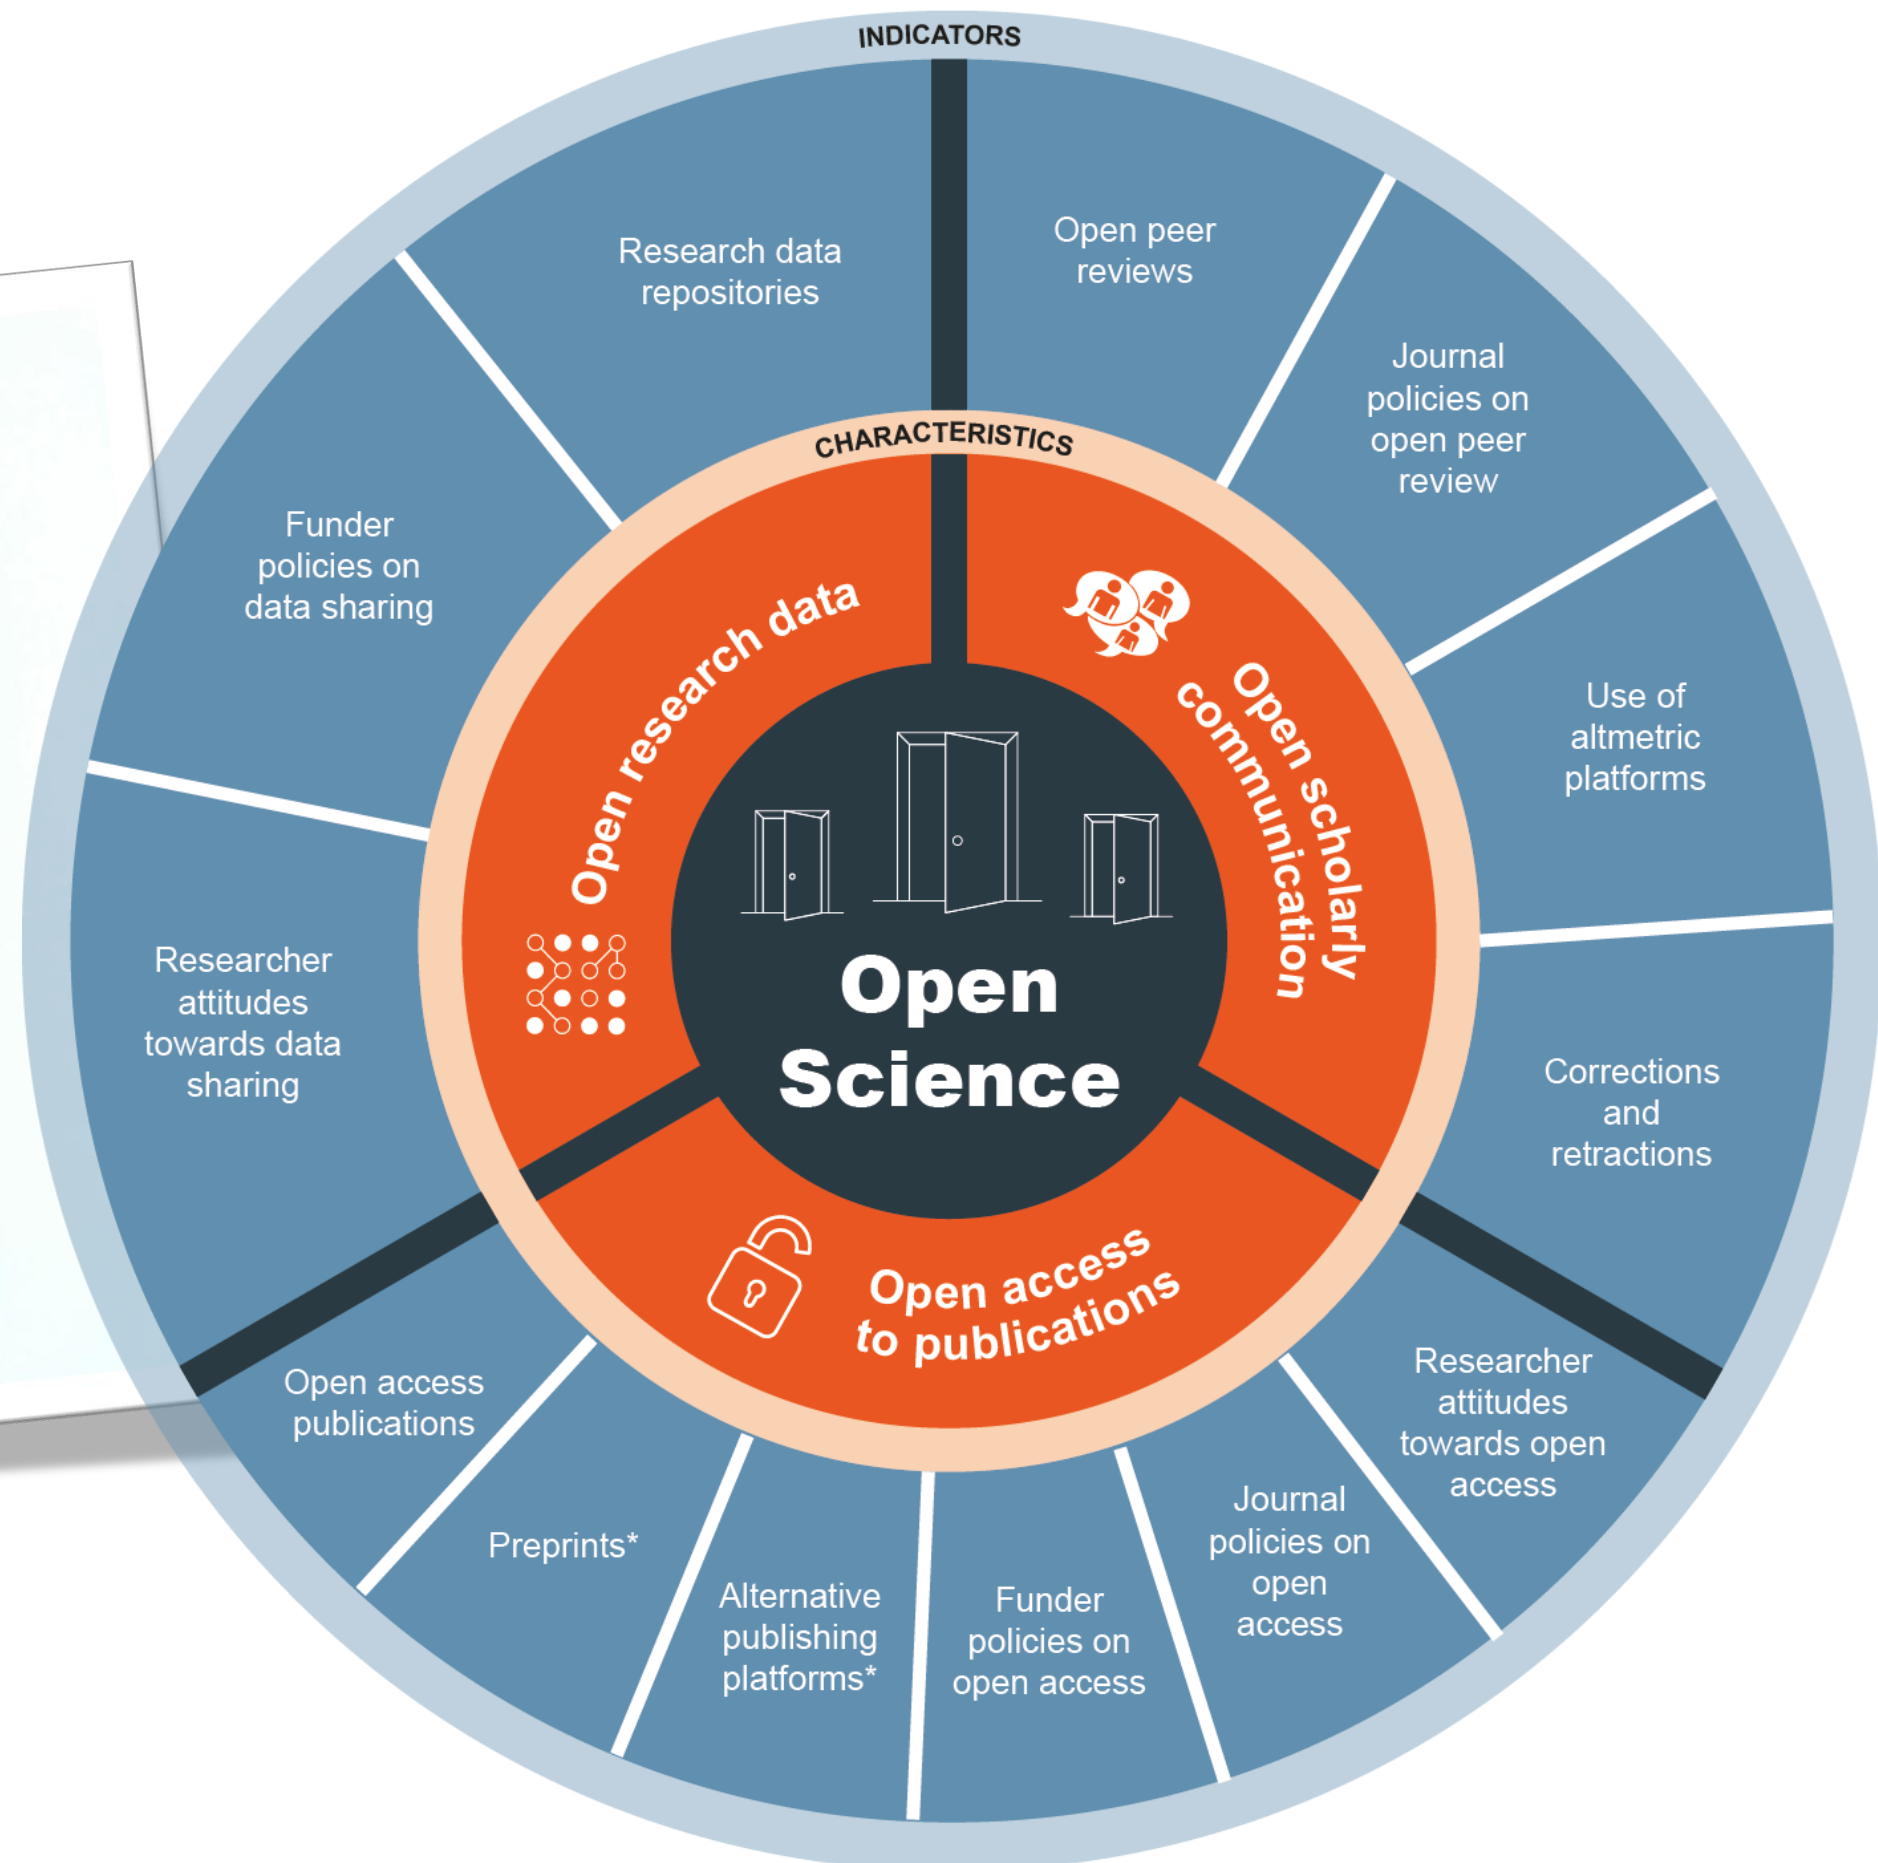 INDICATORS
Research data
repositories
Open peer
reviews
Journal
policies on
open peer
review
Funder
policies on
data sharing
Use of
altmetric
platforms
Researcher
attitudes
towards data
sharing
Corrections
and
retractions
CHARACTERISTICS
Open research data
Open scholarly
communication
Open
Science
Open access
to publications
Open access
publications
Preprints*
Alternative
publishing
platforms*
Funder
policies on
open access
Journal
policies on
open
access
Researcher
attitudes
towards open
access